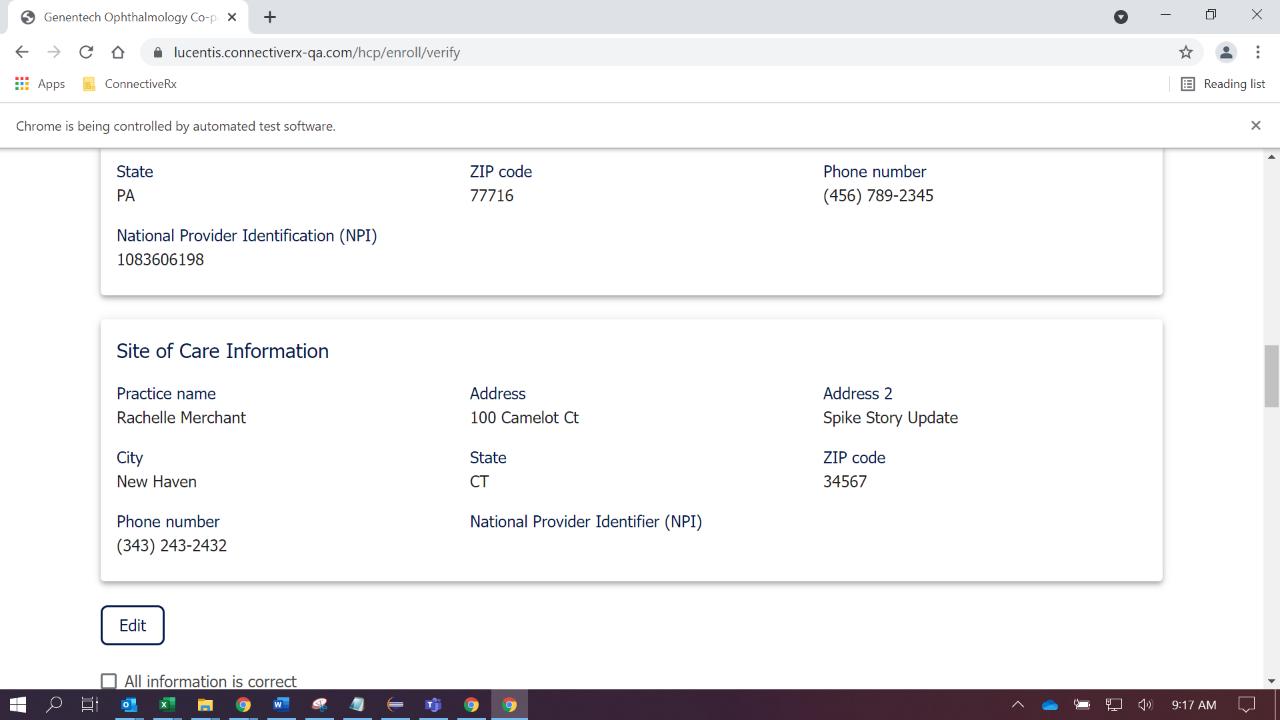 Genentech Ophthalmology Co-p
lucentis.connectiverx-qa.com/hcp/enroll/verify
Apps ConnectiveRx Reading list
Chrome is being controlled by automated test software.
State ZIP code Phone number
PA 77716 (456) 789-2345
National Provider Identification (NPI)
1083606198
Site of Care Information
Practice name Address Address 2
Rachelle Merchant 100 Camelot Ct Spike Story Update
City State ZIP code
New Haven CT 34567
Phone number National Provider Identifier (NPI)
(343) 243-2432
Edit
All information is correct
9:17 AM